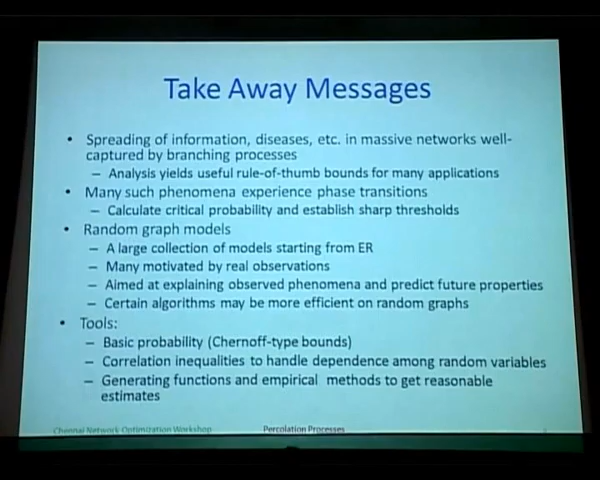 Take Away Messages
• Spreading of information, diseases, etc. in massive networks well-
captured by branching processes
– Analysis yields useful rule-of-thumb bounds for many applications
• Many such phenomena experience phase transitions
– Calculate critical probability and establish sharp thresholds
• Random graph models
– A large collection of models starting from ER
– Many motivated by real observations
– Aimed at explaining observed phenomena and predict future properties
– Certain algorithms may be more efficient on random graphs
• Tools:
– Basic probability (Chernoff-type bounds)
– Correlation inequalities to handle dependence among random variables
– Generating functions and empirical methods to get reasonable
estimates
Chennai Network Optimization Workshop
Percolation Processes